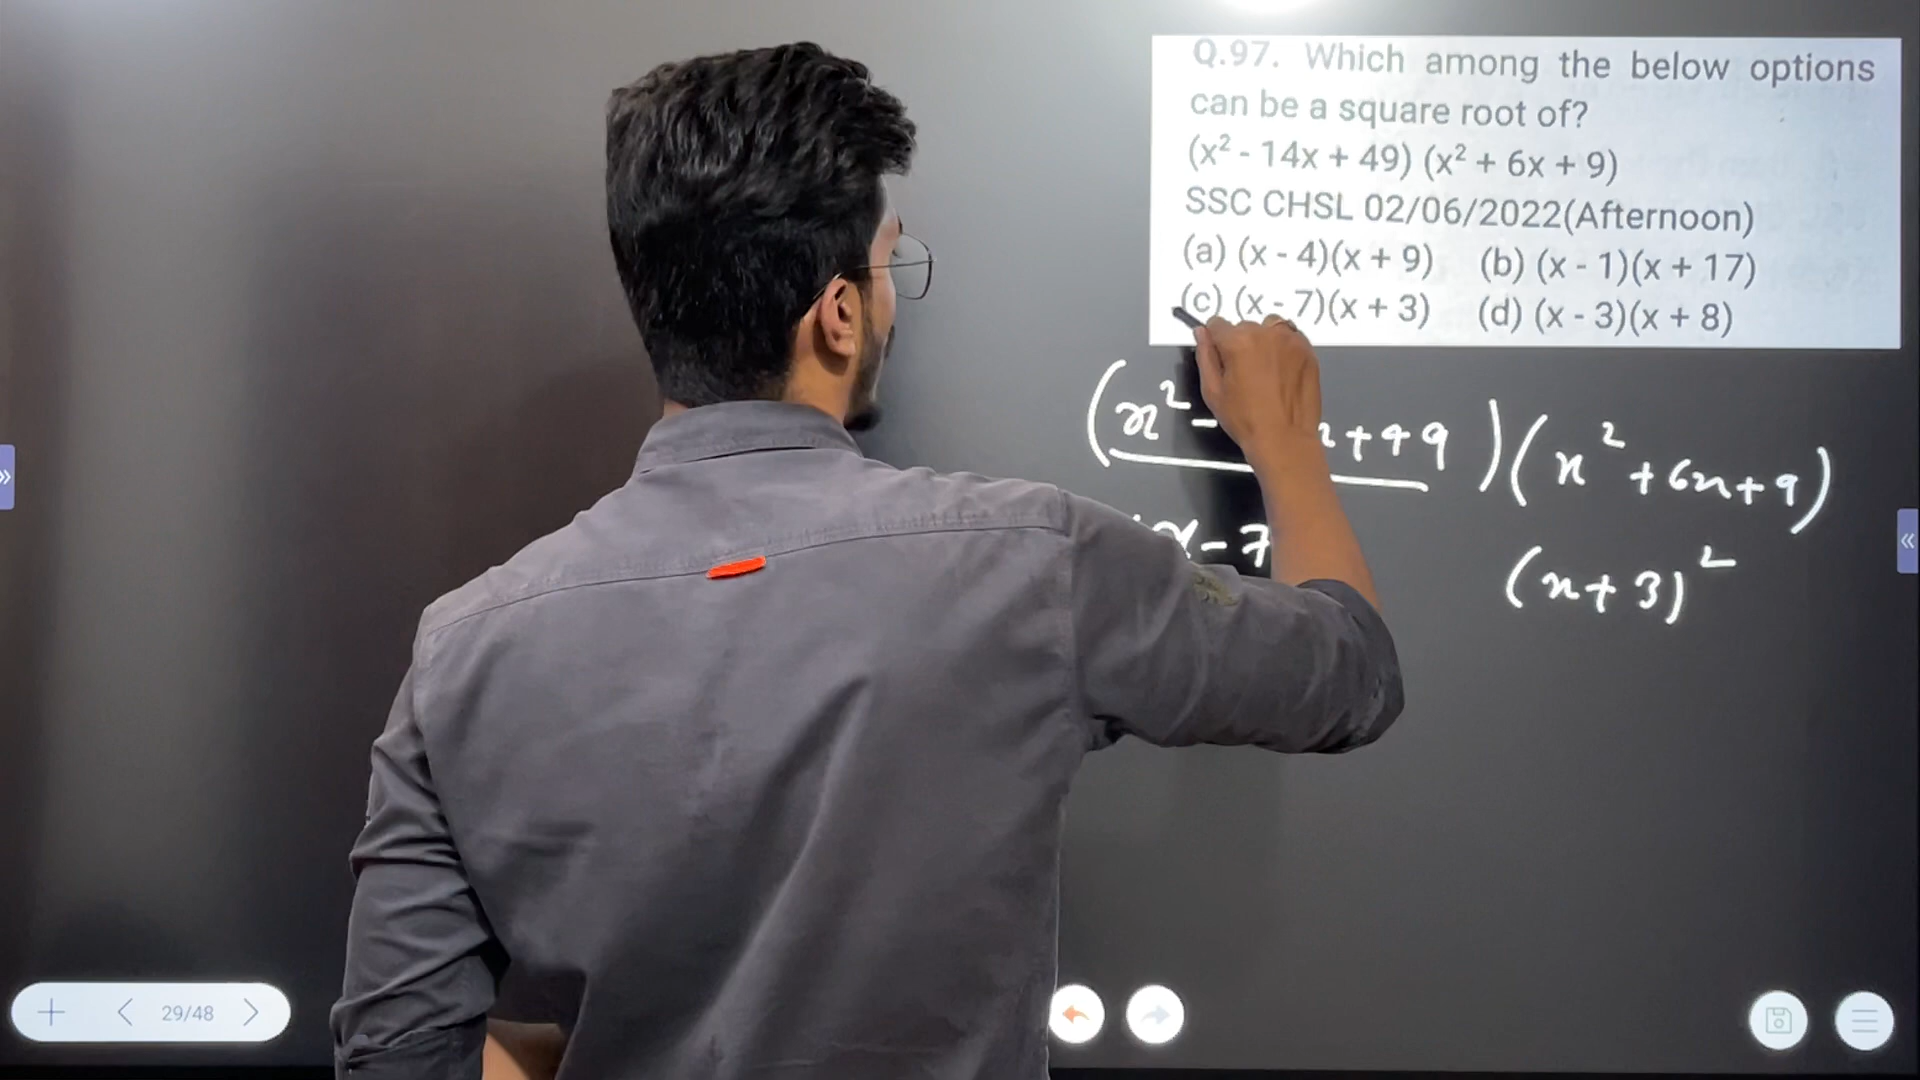 Q.97. Which among the below options
can be a square root of?
(x² - 14x + 49) (x² + 6x + 9)
SSC CHSL 02/06/2022(Afternoon)
(a) (x - 4)(x + 9) (b) (x - 1)(x + 17)
(c) (x - 7)(x + 3) (d) (x - 3)(x + 8)
(x² - x+49)(x²+6x+9)
x-7
(x+3)²
29/48